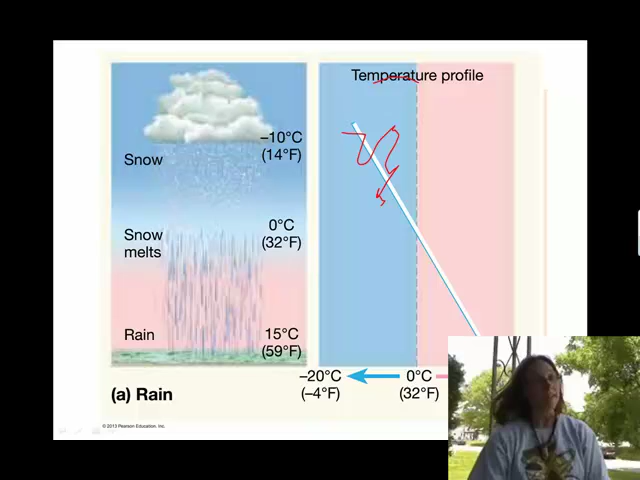 Temperature profile
–10°C
(14°F)
Snow
0°C
(32°F)
Snow
melts
Rain
15°C
(59°F)
–20°C
(–4°F)
0°C
(32°F)
(a) Rain
© 2013 Pearson Education, Inc.